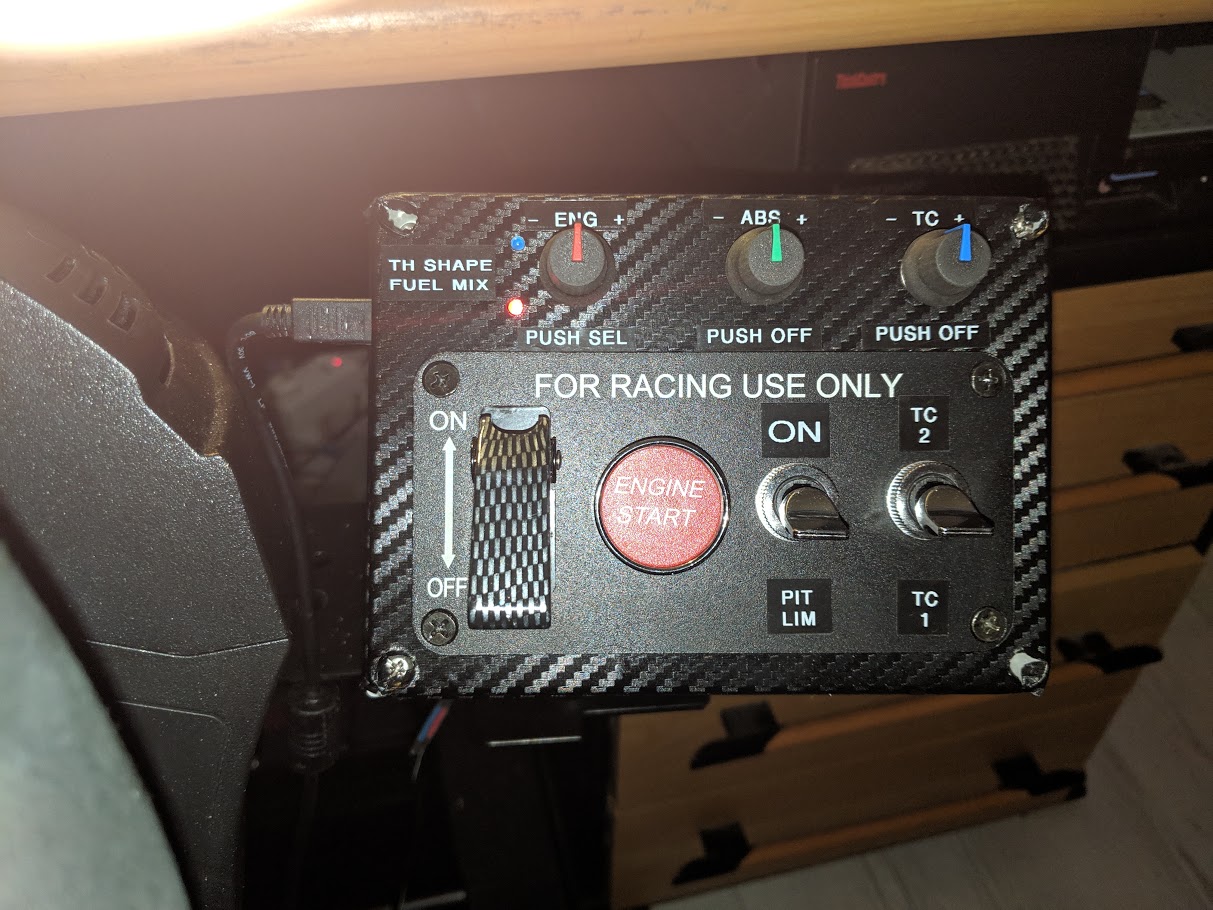 - ENG +
- ABS +
- TC +
TH SHAPE
FUEL MIX
PUSH SEL
PUSH OFF
PUSH OFF
FOR RACING USE ONLY
ON
OFF
ENGINE
START
ON
PIT
LIM
TC
2
TC
1